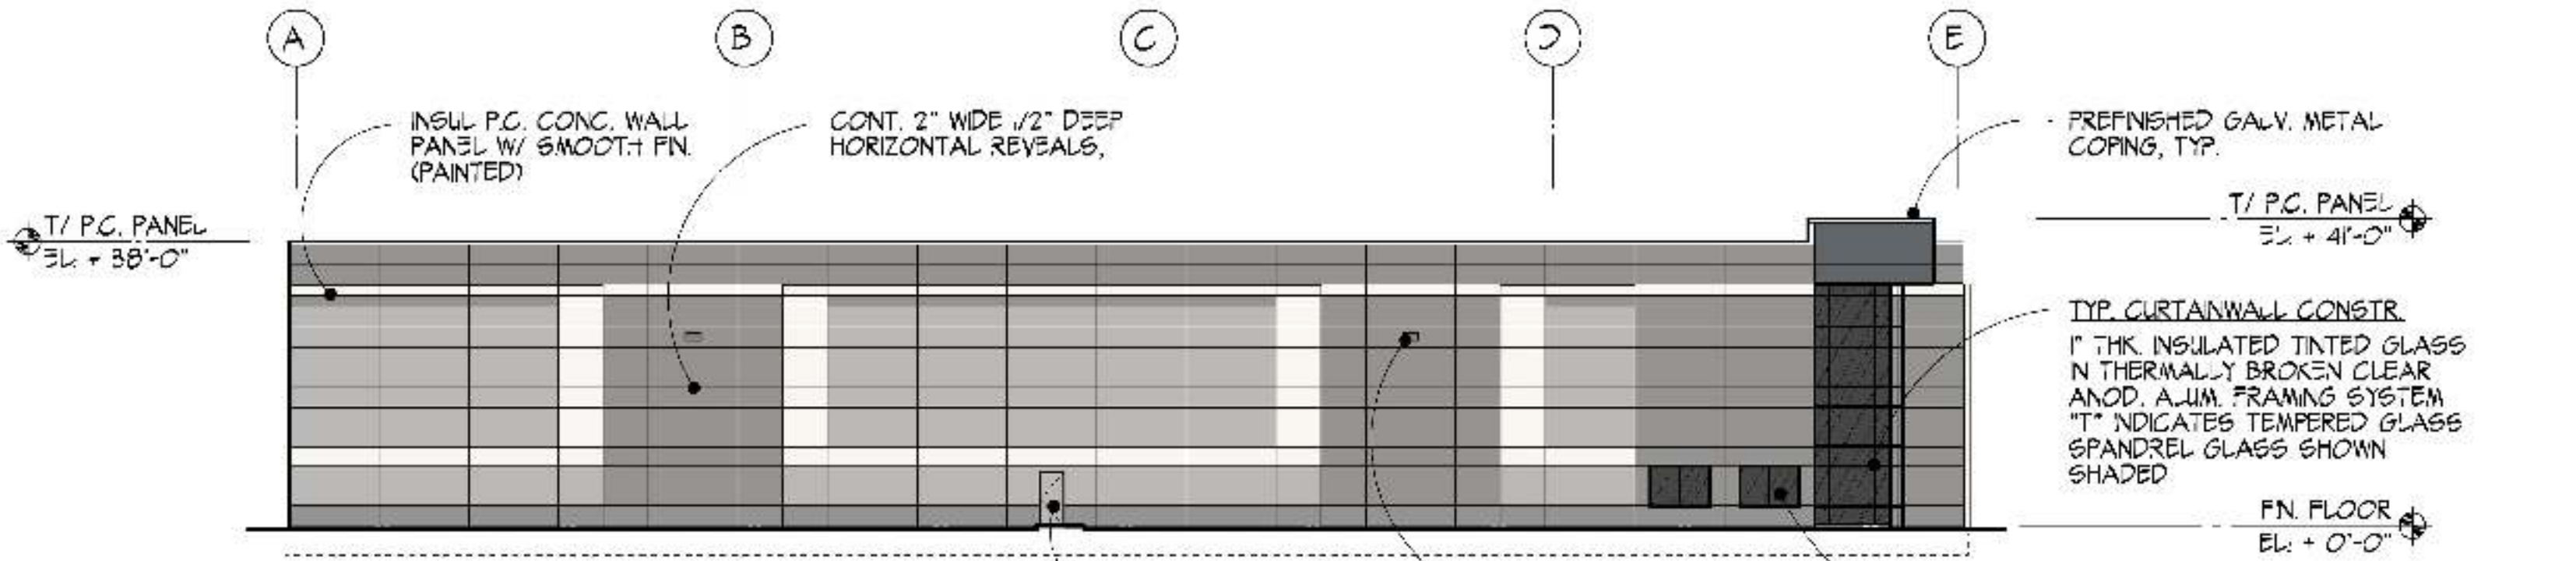 A
B
C
D
E
INSUL P.C. CONC. WALL
PANEL W/ SMOOTH FIN.
(PAINTED)
CONT. 2" WIDE 1/2" DEEP
HORIZONTAL REVEALS,
PREFINISHED GALV. METAL
COPING, TYP.
T/ P.C. PANEL
EL: + 38'-0"
T/ P.C. PANEL
EL: + 41'-0"
TYP. CURTAINWALL CONSTR.
1" THK. INSULATED TINTED GLASS
IN THERMALLY BROKEN CLEAR
ANOD. ALUM. FRAMING SYSTEM
"T" INDICATES TEMPERED GLASS
SPANDREL GLASS SHOWN
SHADED
FIN. FLOOR
EL: + 0'-0"